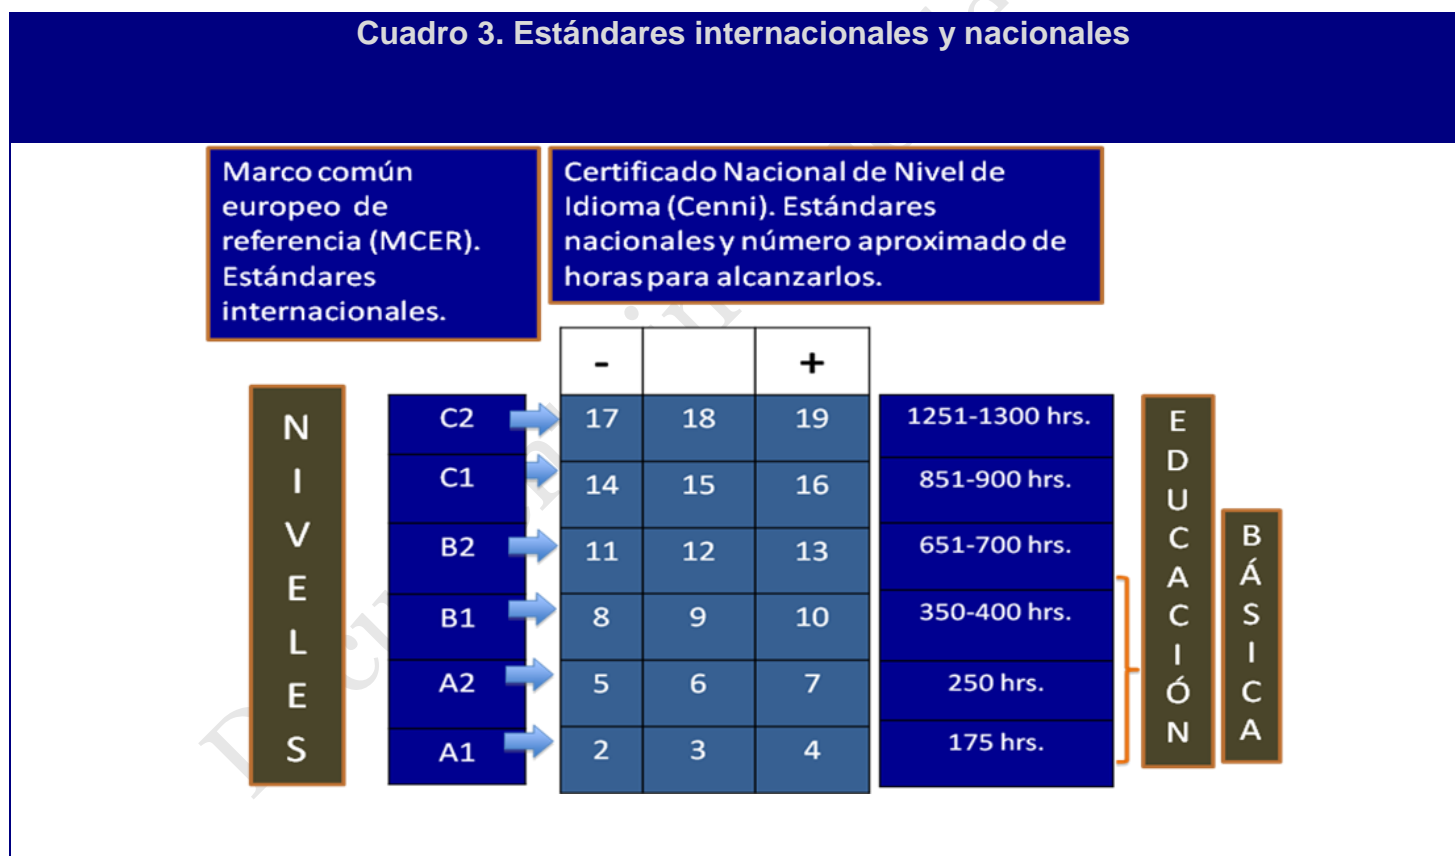 Cuadro 3. Estándares internacionales y nacionales
Marco común
europeo de
referencia (MCER).
Estándares
internacionales.
Certificado Nacional de Nivel de
Idioma (Cenni). Estándares
nacionales y número aproximado de
horas para alcanzarlos.
- +
NIVELES
C2 17 18 19 1251-1300 hrs.
C1 14 15 16 851-900 hrs.
B2 11 12 13 651-700 hrs.
B1 8 9 10 350-400 hrs.
A2 5 6 7 250 hrs.
A1 2 3 4 175 hrs.
EDUCACIÓN
BÁSICA